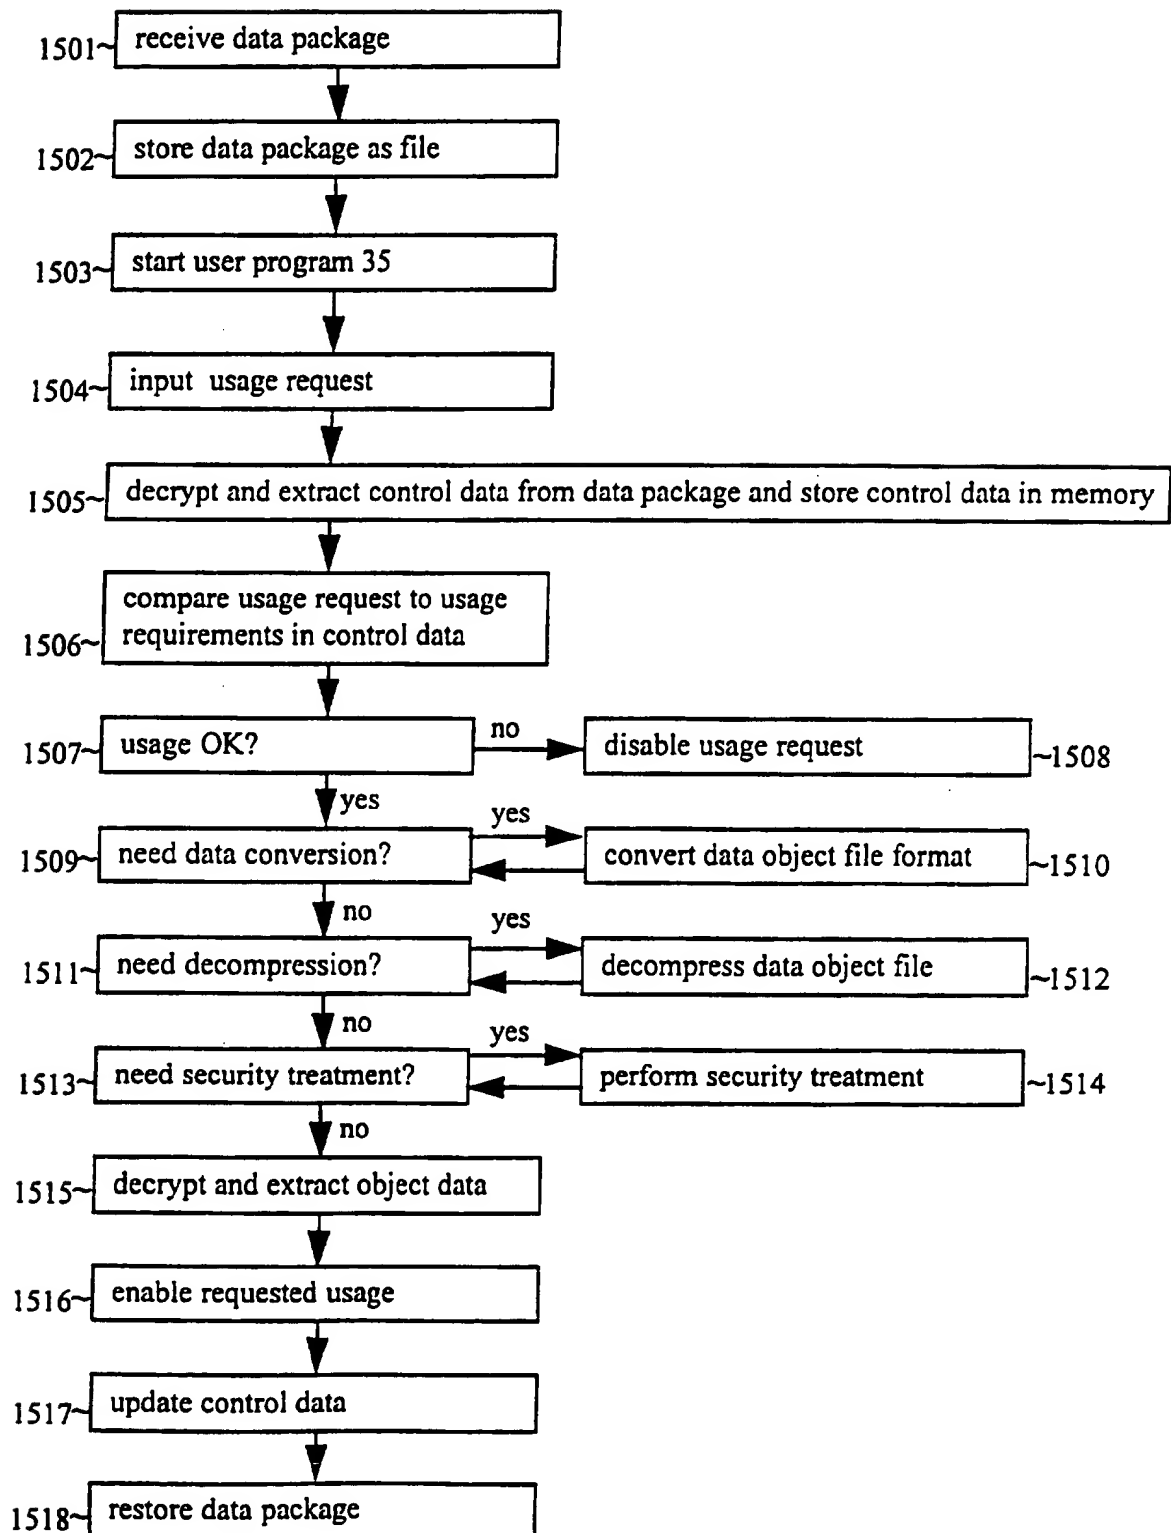 1501~ receive data package
1502~ store data package as file
1503~ start user program 35
1504~ input usage request
1505~ decrypt and extract control data from data package and store control data in memory
compare usage request to usage
1506~ requirements in control data
1507~ usage OK? no disable usage request ~1508
yes
1509~ need data conversion? yes convert data object file format ~1510
no
1511~ need decompression? yes decompress data object file ~1512
no
1513~ need security treatment? yes perform security treatment ~1514
no
1515~ decrypt and extract object data
1516~ enable requested usage
1517~ update control data
1518~ restore data package